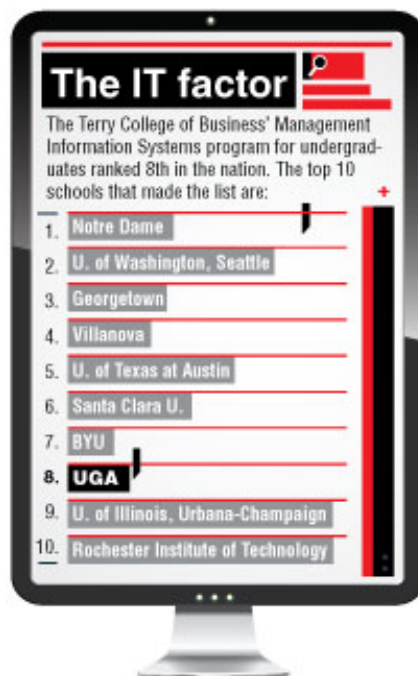 The IT factor
The Terry College of Business' Management
Information Systems program for undergrad-
uates ranked 8th in the nation. The top 10
schools that made the list are:
+
1. Notre Dame
2. U. of Washington, Seattle
3. Georgetown
4. Villanova
5. U. of Texas at Austin
6. Santa Clara U.
7. BYU
8. UGA
9. U. of Illinois, Urbana-Champaign
10. Rochester Institute of Technology